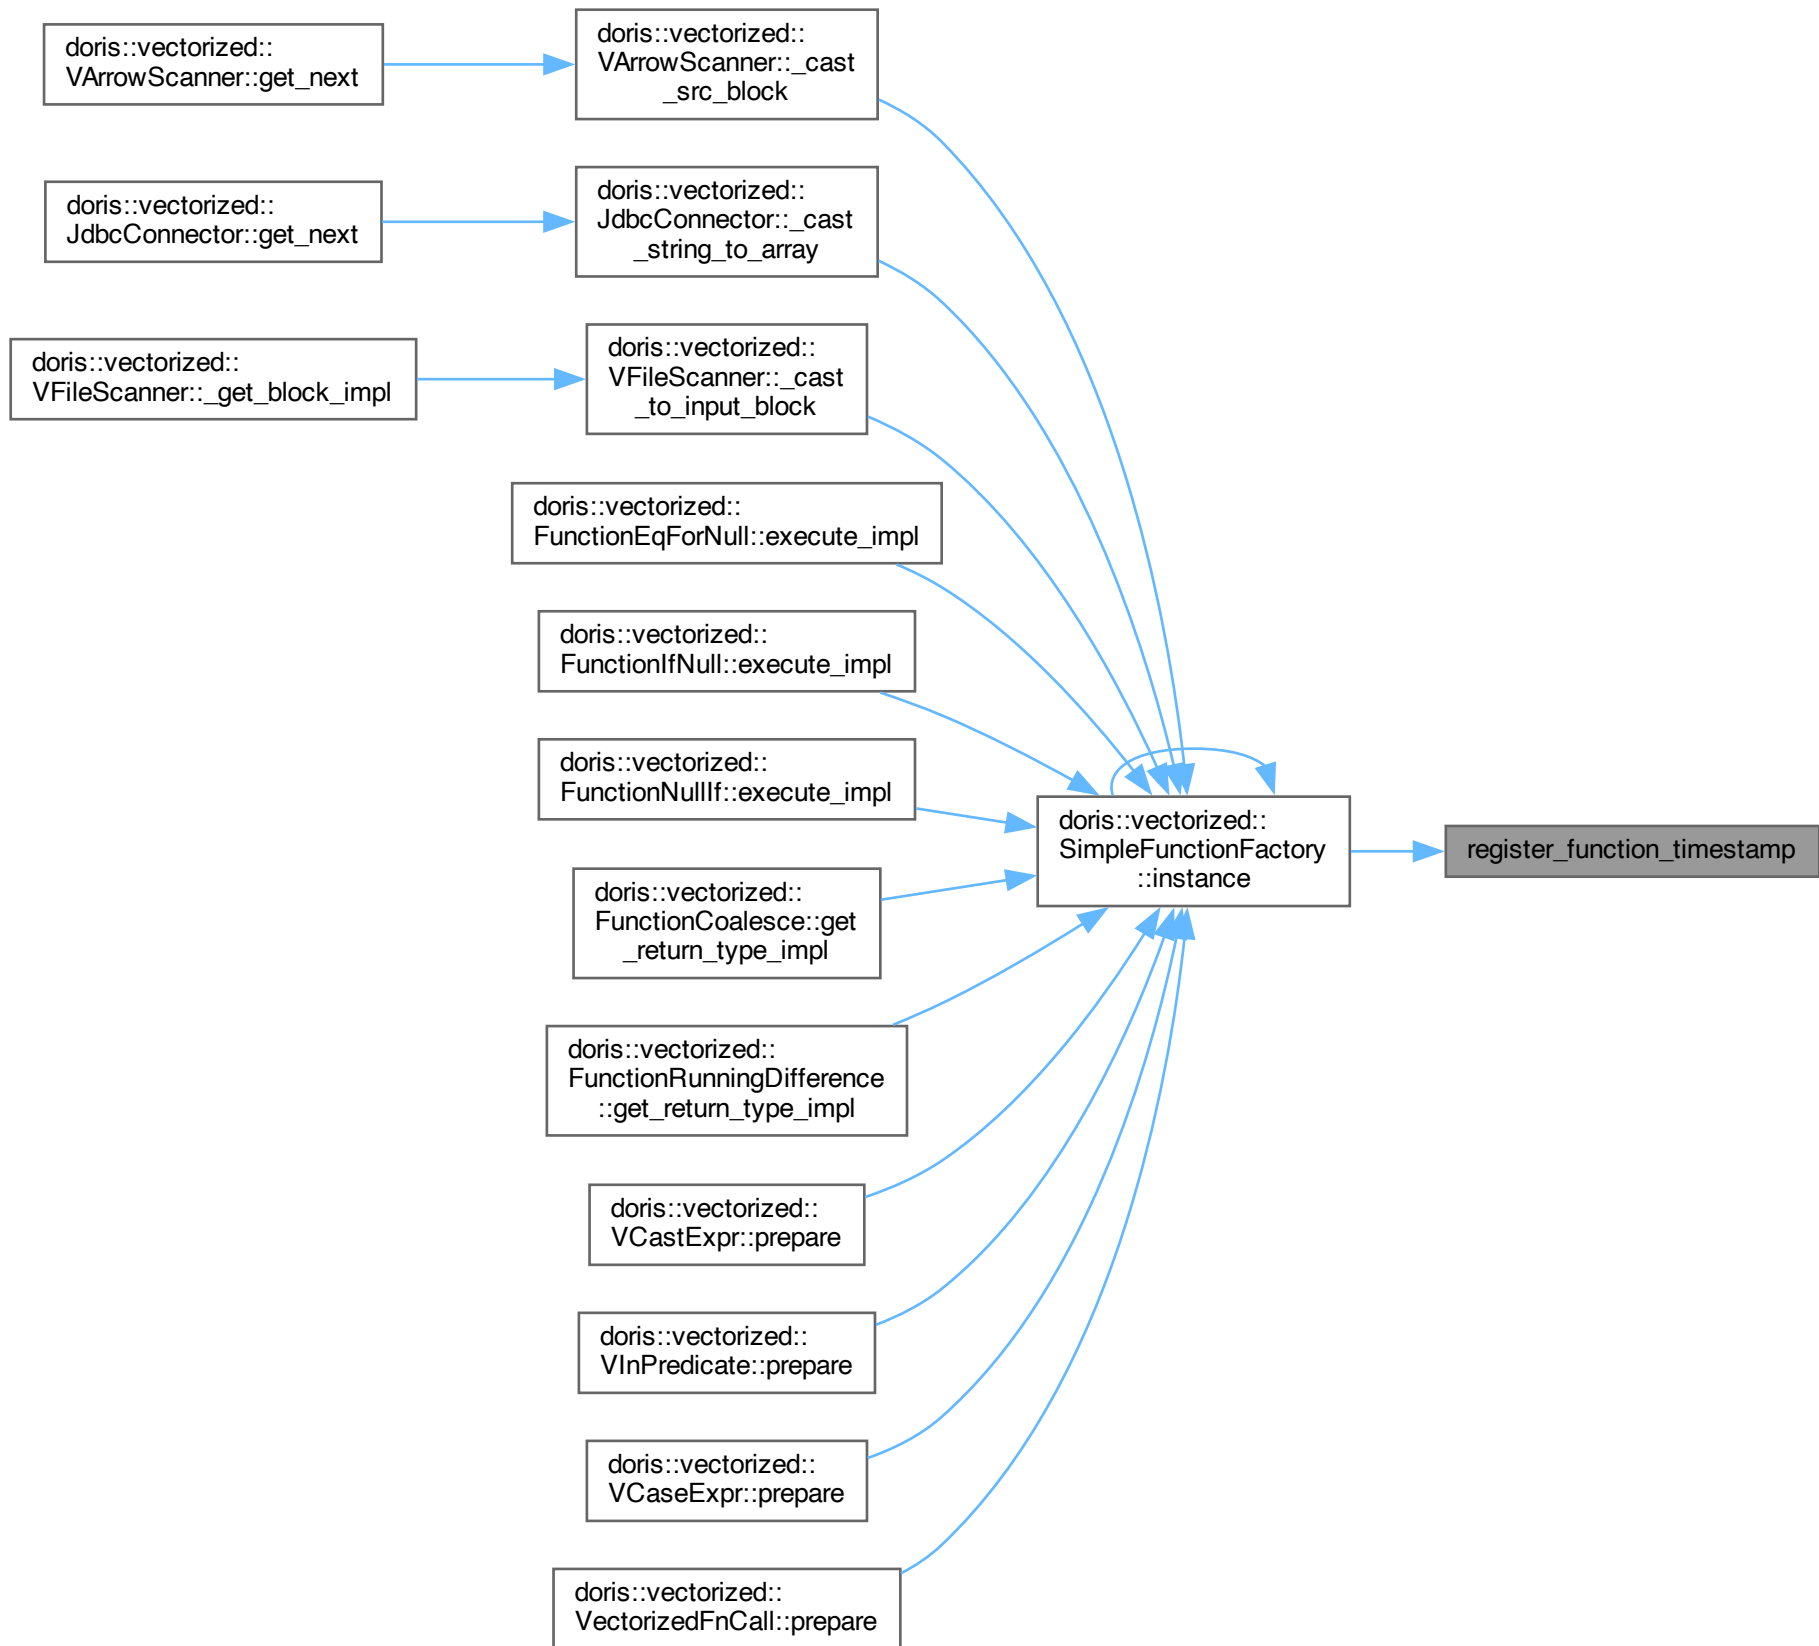 doris::vectorized::
VArrowScanner::get_next
doris::vectorized::
VArrowScanner::_cast
_src_block
doris::vectorized::
JdbcConnector::get_next
doris::vectorized::
JdbcConnector::_cast
_string_to_array
doris::vectorized::
VFileScanner::_get_block_impl
doris::vectorized::
VFileScanner::_cast
_to_input_block
doris::vectorized::
FunctionEqForNull::execute_impl
doris::vectorized::
FunctionIfNull::execute_impl
doris::vectorized::
FunctionNullIf::execute_impl
doris::vectorized::
SimpleFunctionFactory
::instance
register_function_timestamp
doris::vectorized::
FunctionCoalesce::get
_return_type_impl
doris::vectorized::
FunctionRunningDifference
::get_return_type_impl
doris::vectorized::
VCastExpr::prepare
doris::vectorized::
VInPredicate::prepare
doris::vectorized::
VCaseExpr::prepare
doris::vectorized::
VectorizedFnCall::prepare